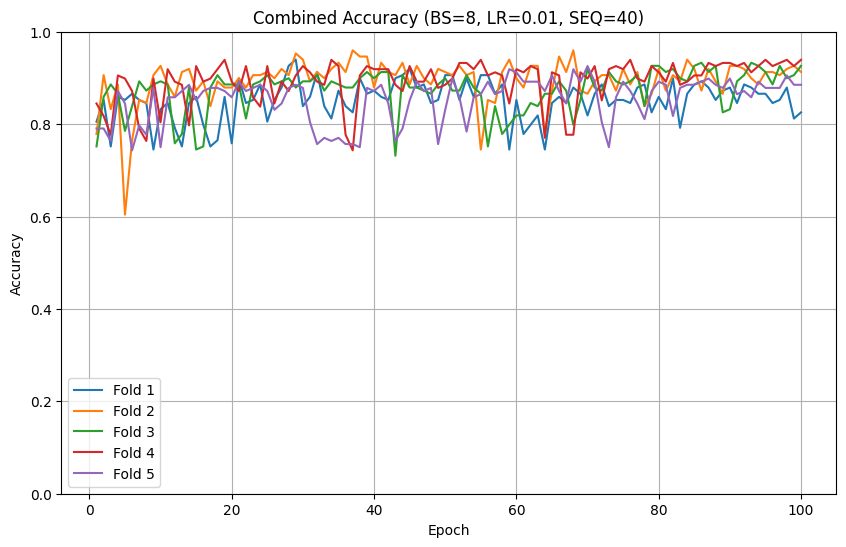 Combined Accuracy (BS=8, LR=0.01, SEQ=40)
1.0
0.8
0.6
0.4
0.2
0.0
Accuracy
Fold 1
Fold 2
Fold 3
Fold 4
Fold 5
0 20 40 60 80 100
Epoch